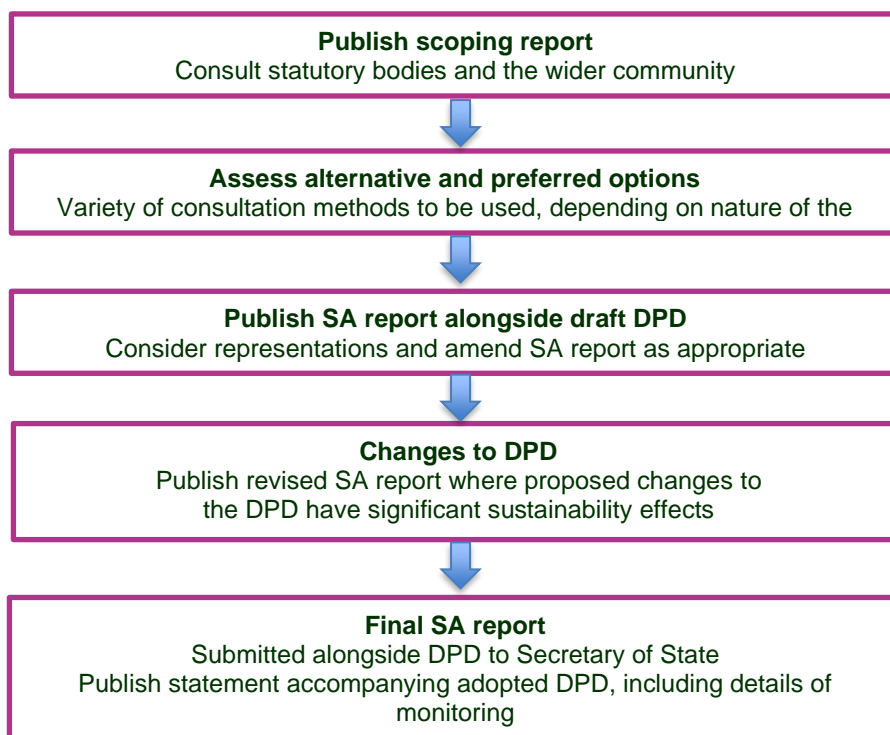 Publish scoping report
Consult statutory bodies and the wider community
Assess alternative and preferred options
Variety of consultation methods to be used, depending on nature of the
Publish SA report alongside draft DPD
Consider representations and amend SA report as appropriate
Changes to DPD
Publish revised SA report where proposed changes to
the DPD have significant sustainability effects
Final SA report
Submitted alongside DPD to Secretary of State
Publish statement accompanying adopted DPD, including details of
monitoring